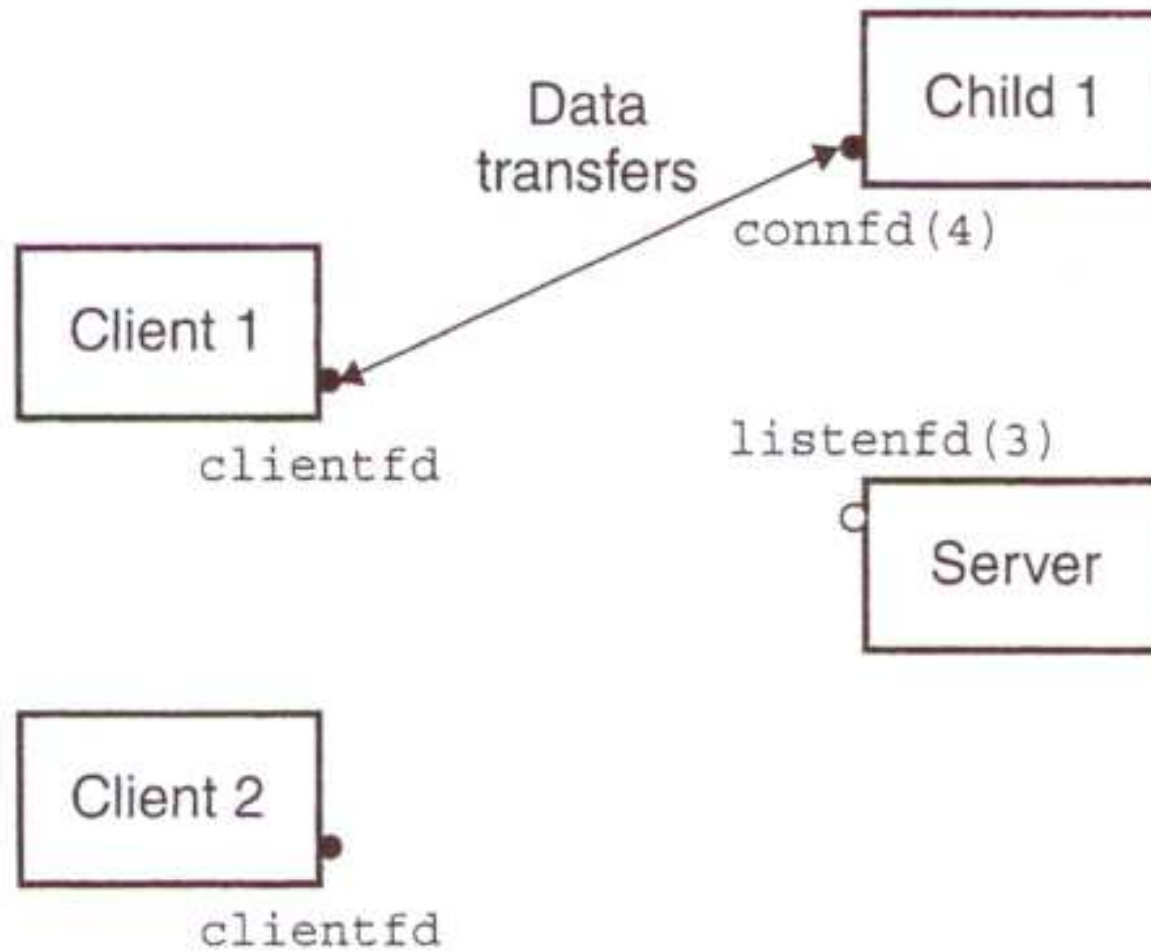 Data
transfers
Child 1
connfd(4)
Client 1
clientfd
listenfd(3)
Server
Client 2
clientfd